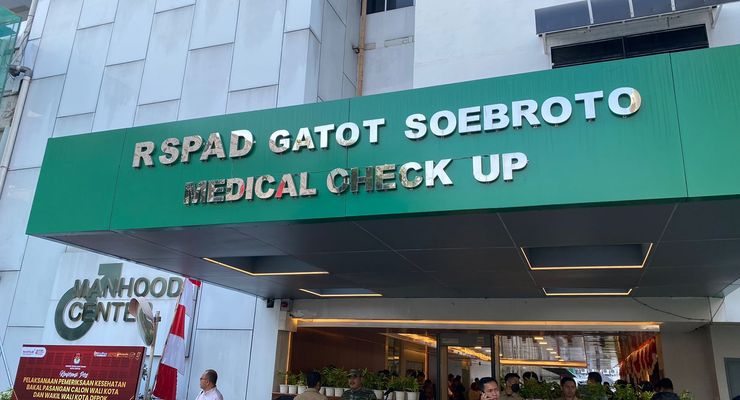 RSPAD GATOT SOEBROTO
MEDICAL CHECK UP
MANHOOD
CENTER
PELAKSANAAN PEMERIKSAAN KESEHATAN
BAKAL PASANGAN CALON WALI KOTA
DAN WAKIL WALI KOTA DEPOK